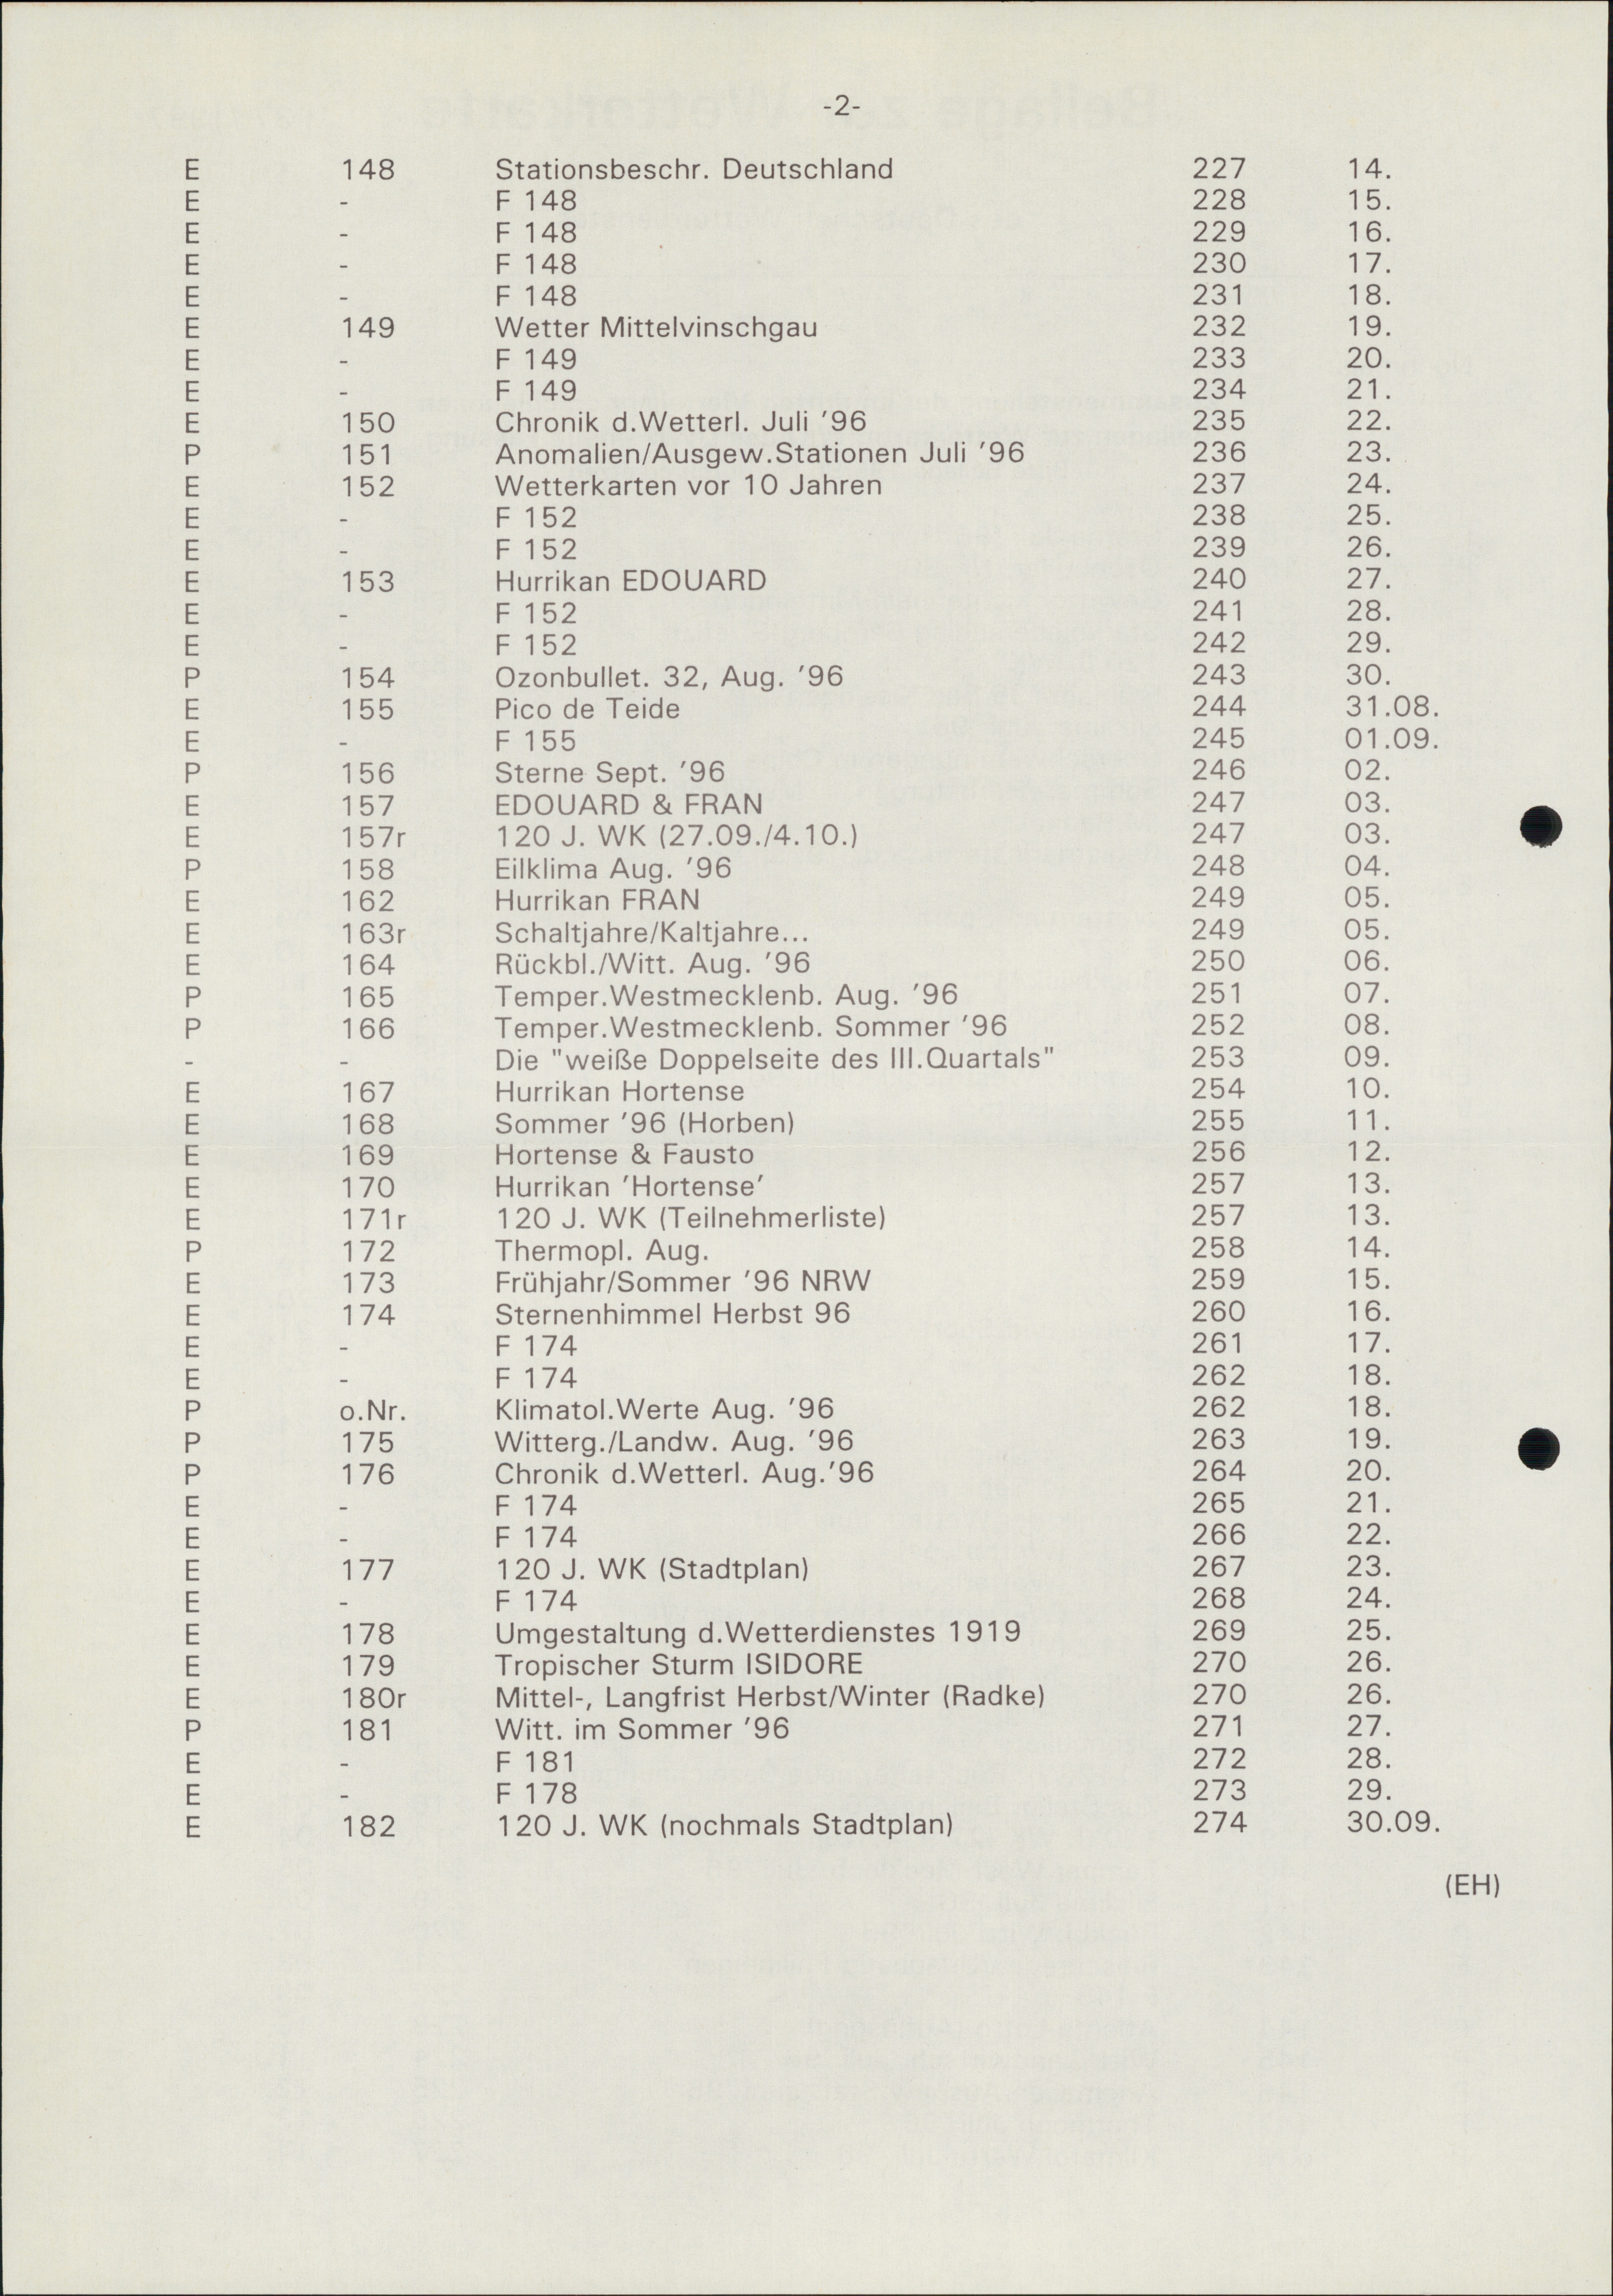 -2-
E 148 Stationsbeschr. Deutschland 227 14.
E - F 148 228 15.
E - F 148 229 16.
E - F 148 230 17.
E - F 148 231 18.
E 149 Wetter Mittelvinschgau 232 19.
E - F 149 233 20.
E - F 149 234 21.
E 150 Chronik d.Wetterl. Juli '96 235 22.
P 151 Anomalien/Ausgew.Stationen Juli '96 236 23.
E 152 Wetterkarten vor 10 Jahren 237 24.
E - F 152 238 25.
E - F 152 239 26.
E 153 Hurrikan EDOUARD 240 27.
E - F 152 241 28.
E - F 152 242 29.
P 154 Ozonbullet. 32, Aug. '96 243 30.
E 155 Pico de Teide 244 31.08.
E - F 155 245 01.09.
P 156 Sterne Sept. '96 246 02.
E 157 EDOUARD & FRAN 247 03.
E 157r 120 J. WK (27.09./4.10.) 247 03.
P 158 Eilklima Aug. '96 248 04.
E 162 Hurrikan FRAN 249 05.
E 163r Schaltjahre/Kaltjahre... 249 05.
E 164 Rückbl./Witt. Aug. '96 250 06.
P 165 Temper.Westmecklenb. Aug. '96 251 07.
P 166 Temper.Westmecklenb. Sommer '96 252 08.
- - Die "weiße Doppelseite des III.Quartals" 253 09.
E 167 Hurrikan Hortense 254 10.
E 168 Sommer '96 (Horben) 255 11.
E 169 Hortense & Fausto 256 12.
E 170 Hurrikan 'Hortense' 257 13.
E 171r 120 J. WK (Teilnehmerliste) 257 13.
P 172 Thermopl. Aug. 258 14.
E 173 Frühjahr/Sommer '96 NRW 259 15.
E 174 Sternenhimmel Herbst 96 260 16.
E - F 174 261 17.
E - F 174 262 18.
P o.Nr. Klimatol.Werte Aug. '96 262 18.
P 175 Witterg./Landw. Aug. '96 263 19.
P 176 Chronik d.Wetterl. Aug.'96 264 20.
E - F 174 265 21.
E - F 174 266 22.
E 177 120 J. WK (Stadtplan) 267 23.
E - F 174 268 24.
E 178 Umgestaltung d.Wetterdienstes 1919 269 25.
E 179 Tropischer Sturm ISIDORE 270 26.
E 180r Mittel-, Langfrist Herbst/Winter (Radke) 270 26.
P 181 Witt. im Sommer '96 271 27.
E - F 181 272 28.
E - F 178 273 29.
E 182 120 J. WK (nochmals Stadtplan) 274 30.09.
(EH)